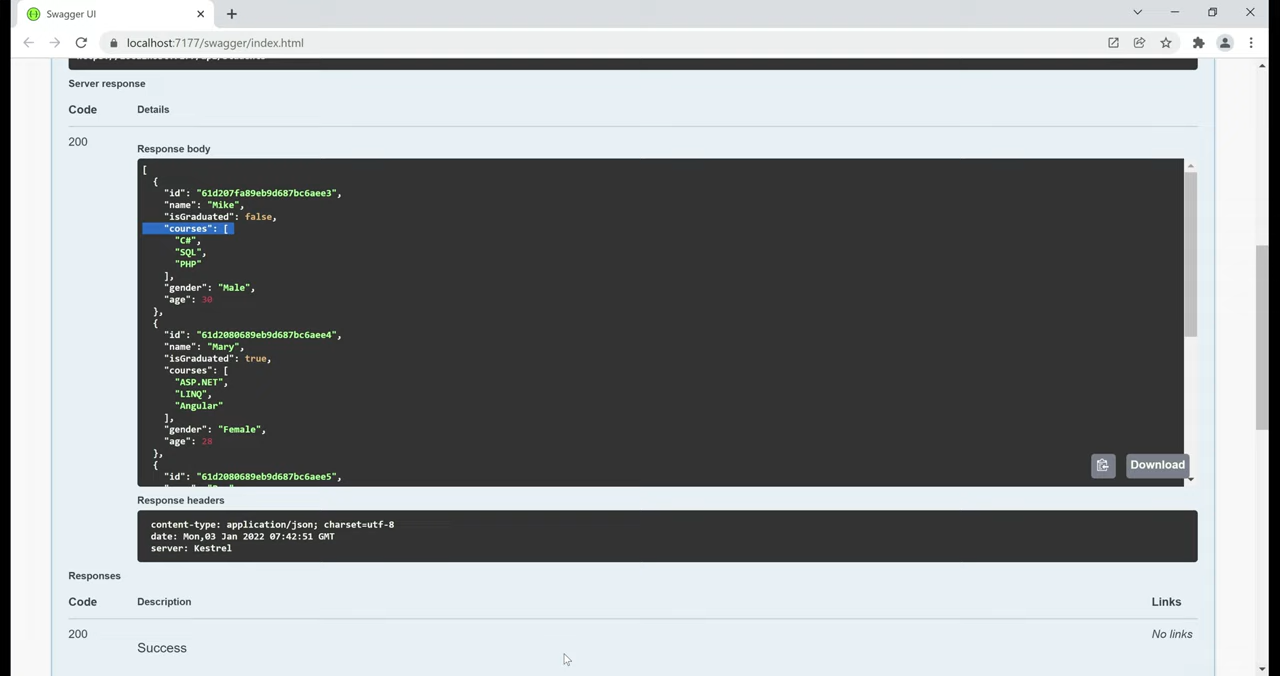 Swagger UI
localhost:7177/swagger/index.html
Server response
Code Details
200
Response body
[
{
"id": "61d207fa89eb9d687bc6aee3",
"name": "Mike",
"isGraduated": false,
"courses": [
"C#",
"SQL",
"PHP"
],
"gender": "Male",
"age": 30
},
{
"id": "61d2080689eb9d687bc6aee4",
"name": "Mary",
"isGraduated": true,
"courses": [
"ASP.NET",
"LINQ",
"Angular"
],
"gender": "Female",
"age": 28
},
{
"id": "61d2080689eb9d687bc6aee5",
Download
Response headers
content-type: application/json; charset=utf-8
date: Mon,03 Jan 2022 07:42:51 GMT
server: Kestrel
Responses
Code Description Links
200 No links
Success